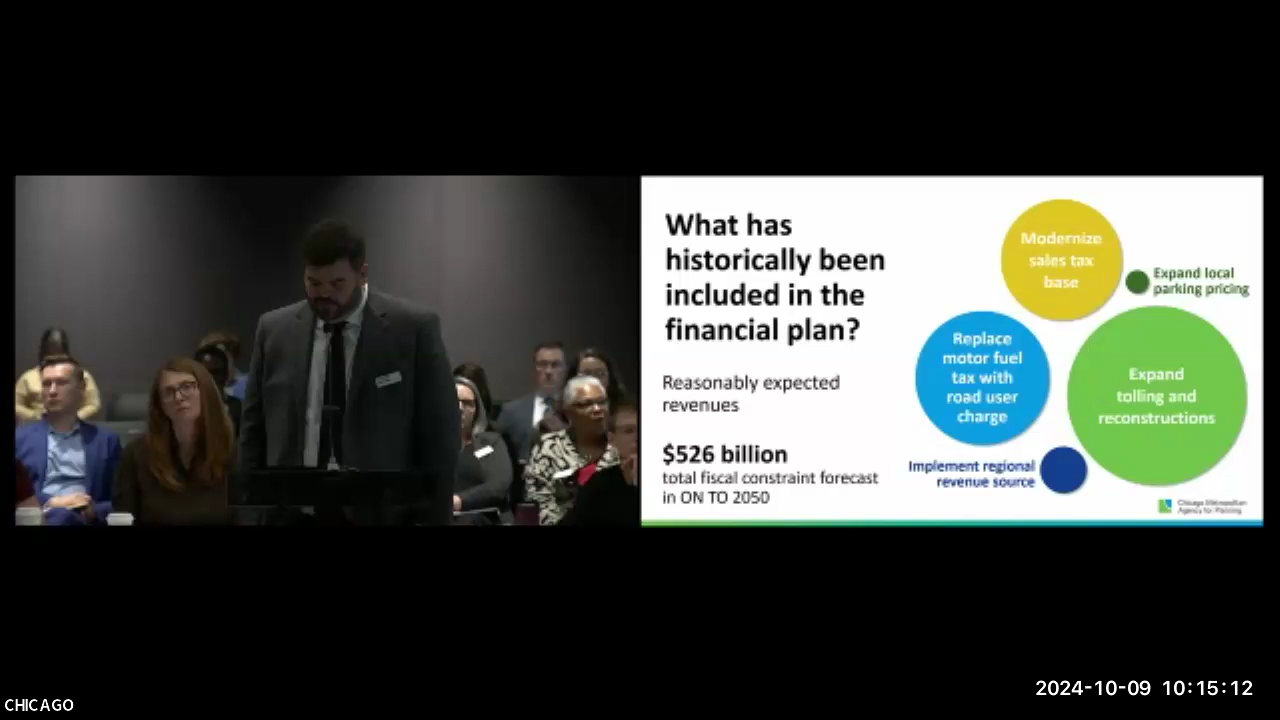 What has
historically been
included in the
financial plan?
Reasonably expected
revenues
$526 billion
total fiscal constraint forecast
in ON TO 2050
Modernize
sales tax
base
Expand local
parking pricing
Replace
motor fuel
tax with
road user
charge
Expand
tolling and
reconstructions
Implement regional
revenue source
Chicago Metropolitan
Agency for Planning
2024-10-09 10:15:12
CHICAGO